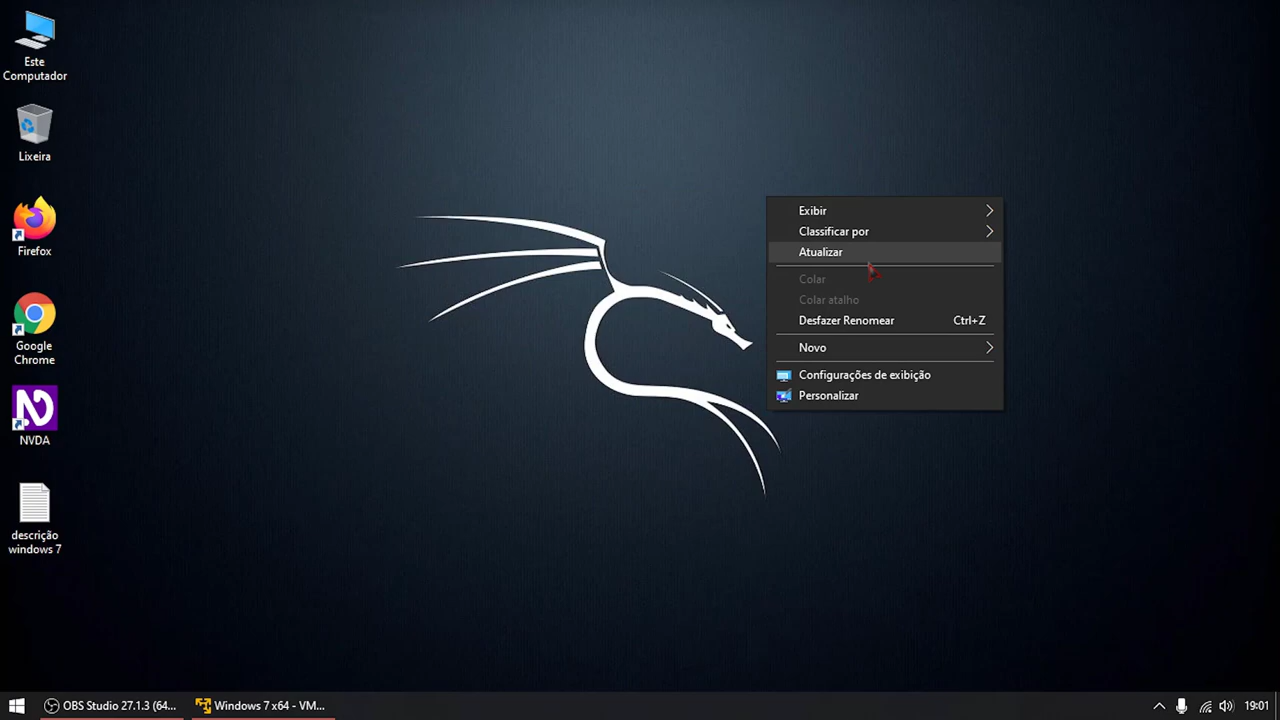 Este
Computador
Lixeira
Firefox
Google
Chrome
NVDA
descrição
windows 7
Exibir
Classificar por
Atualizar
Colar
Colar atalho
Desfazer Renomear Ctrl+Z
Novo
Configurações de exibição
Personalizar
OBS Studio 27.1.3 (64...
Windows 7 x64 - VM...
19:01